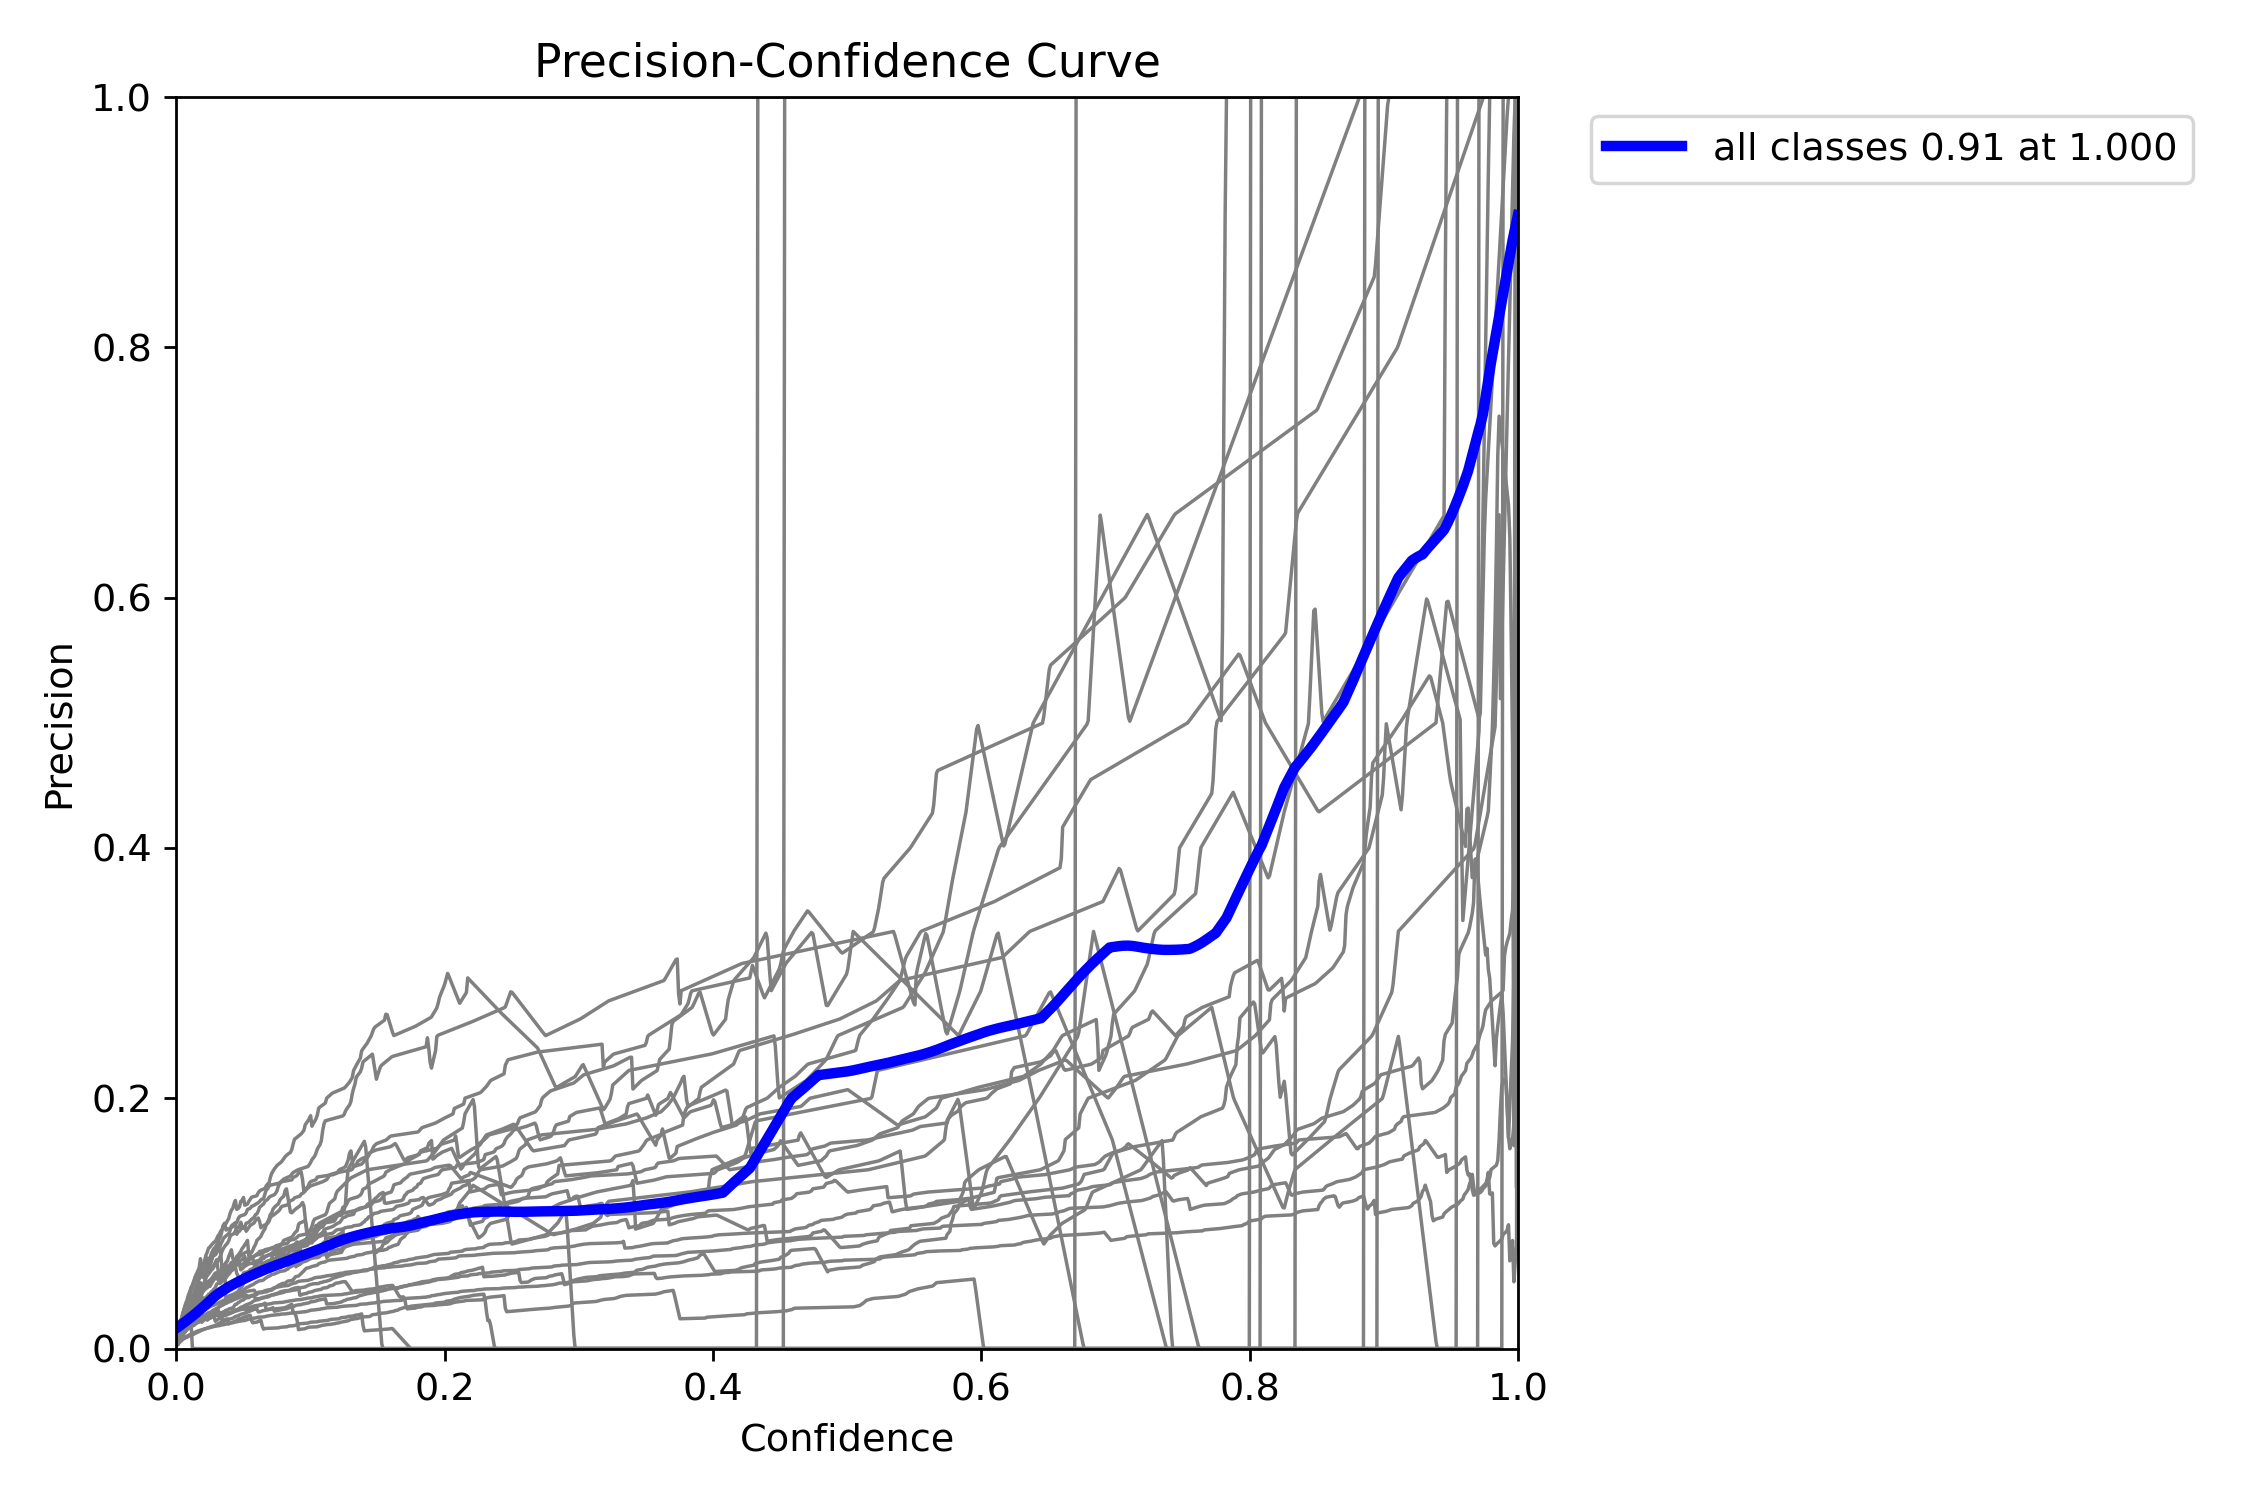 Precision-Confidence Curve
all classes 0.91 at 1.000
1.0
0.8
0.6
0.4
0.2
0.0
Precision
0.0 0.2 0.4 0.6 0.8 1.0
Confidence